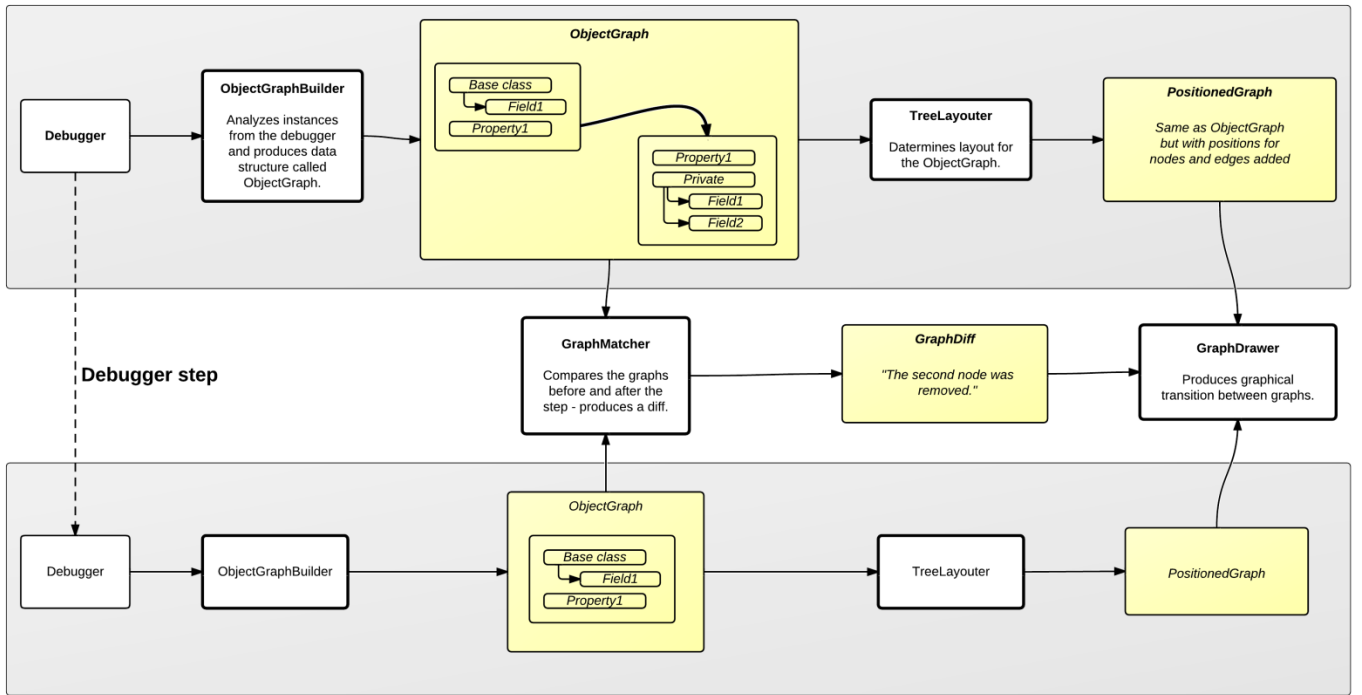 ObjectGraph
ObjectGraphBuilder
Analyzes instances
from the debugger
and produces data
structure called
ObjectGraph.
Debugger
Base class
Field1
Property1
Property1
Private
Field1
Field2
TreeLayouter
Datermines layout for
the ObjectGraph.
PositionedGraph
Same as ObjectGraph
but with positions for
nodes and edges added
Debugger step
GraphMatcher
Compares the graphs
before and after the
step - produces a diff.
GraphDiff
"The second node was
removed."
GraphDrawer
Produces graphical
transition between graphs.
Debugger
ObjectGraphBuilder
ObjectGraph
Base class
Field1
Property1
TreeLayouter
PositionedGraph